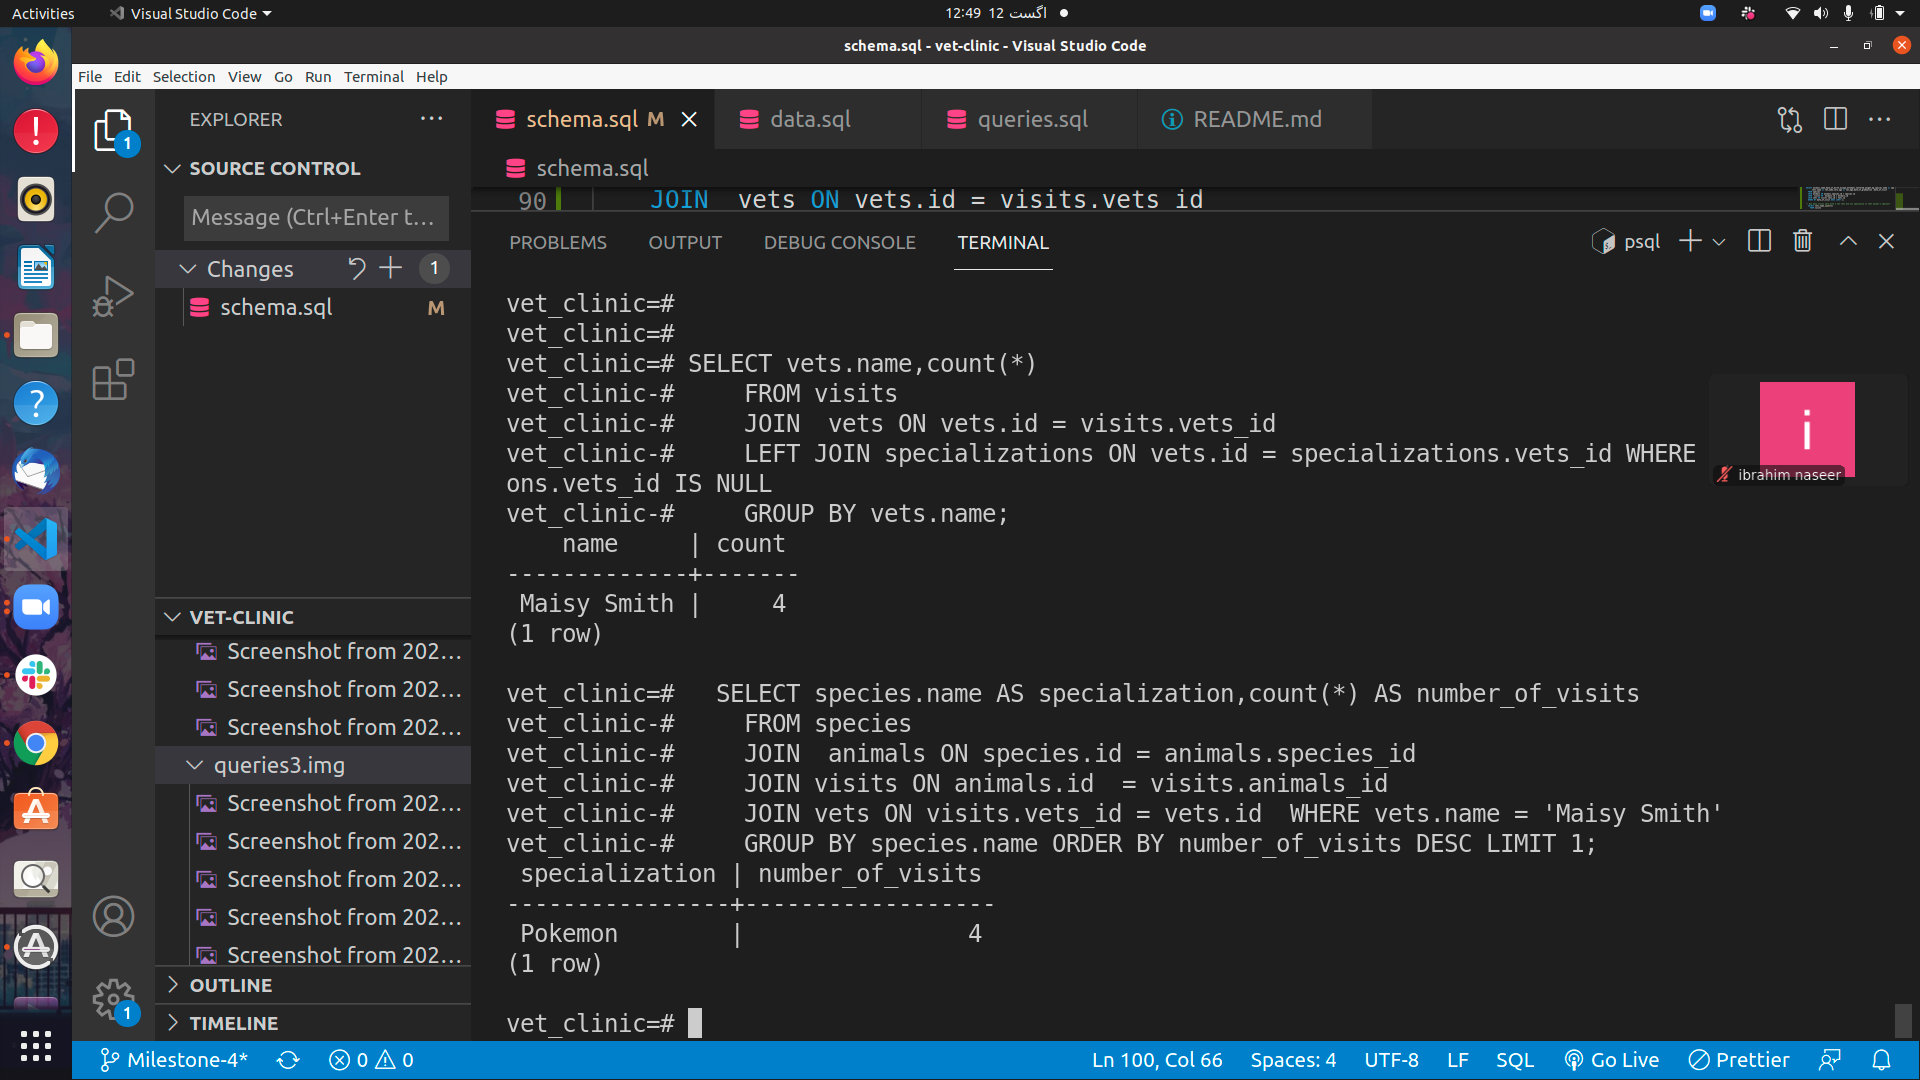 Activities
Visual Studio Code
12:49 12 اگست
schema.sql - vet-clinic - Visual Studio Code
File Edit Selection View Go Run Terminal Help
EXPLORER
SOURCE CONTROL
Message (Ctrl+Enter t…
Changes 1
schema.sql M
VET-CLINIC
Screenshot from 202…
Screenshot from 202…
Screenshot from 202…
queries3.img
Screenshot from 202…
Screenshot from 202…
Screenshot from 202…
Screenshot from 202…
Screenshot from 202…
OUTLINE
TIMELINE
1
1
schema.sql M
data.sql
queries.sql
README.md
schema.sql
90 JOIN  vets ON vets.id = visits.vets_id
PROBLEMS OUTPUT DEBUG CONSOLE TERMINAL
psql
vet_clinic=#
vet_clinic=#
vet_clinic=# SELECT vets.name,count(*)
vet_clinic-#     FROM visits
vet_clinic-#     JOIN  vets ON vets.id = visits.vets_id
vet_clinic-#     LEFT JOIN specializations ON vets.id = specializations.vets_id WHERE
ons.vets_id IS NULL
vet_clinic-#     GROUP BY vets.name;
    name     | count
-------------+-------
 Maisy Smith |     4
(1 row)
vet_clinic=#   SELECT species.name AS specialization,count(*) AS number_of_visits
vet_clinic-#     FROM species
vet_clinic-#     JOIN  animals ON species.id = animals.species_id
vet_clinic-#     JOIN visits ON animals.id  = visits.animals_id
vet_clinic-#     JOIN vets ON visits.vets_id = vets.id  WHERE vets.name = 'Maisy Smith'
vet_clinic-#     GROUP BY species.name ORDER BY number_of_visits DESC LIMIT 1;
 specialization | number_of_visits
----------------+------------------
 Pokemon        |                4
(1 row)
vet_clinic=#
i
ibrahim naseer
Milestone-4* 0 0
Ln 100, Col 66 Spaces: 4 UTF-8 LF SQL Go Live Prettier